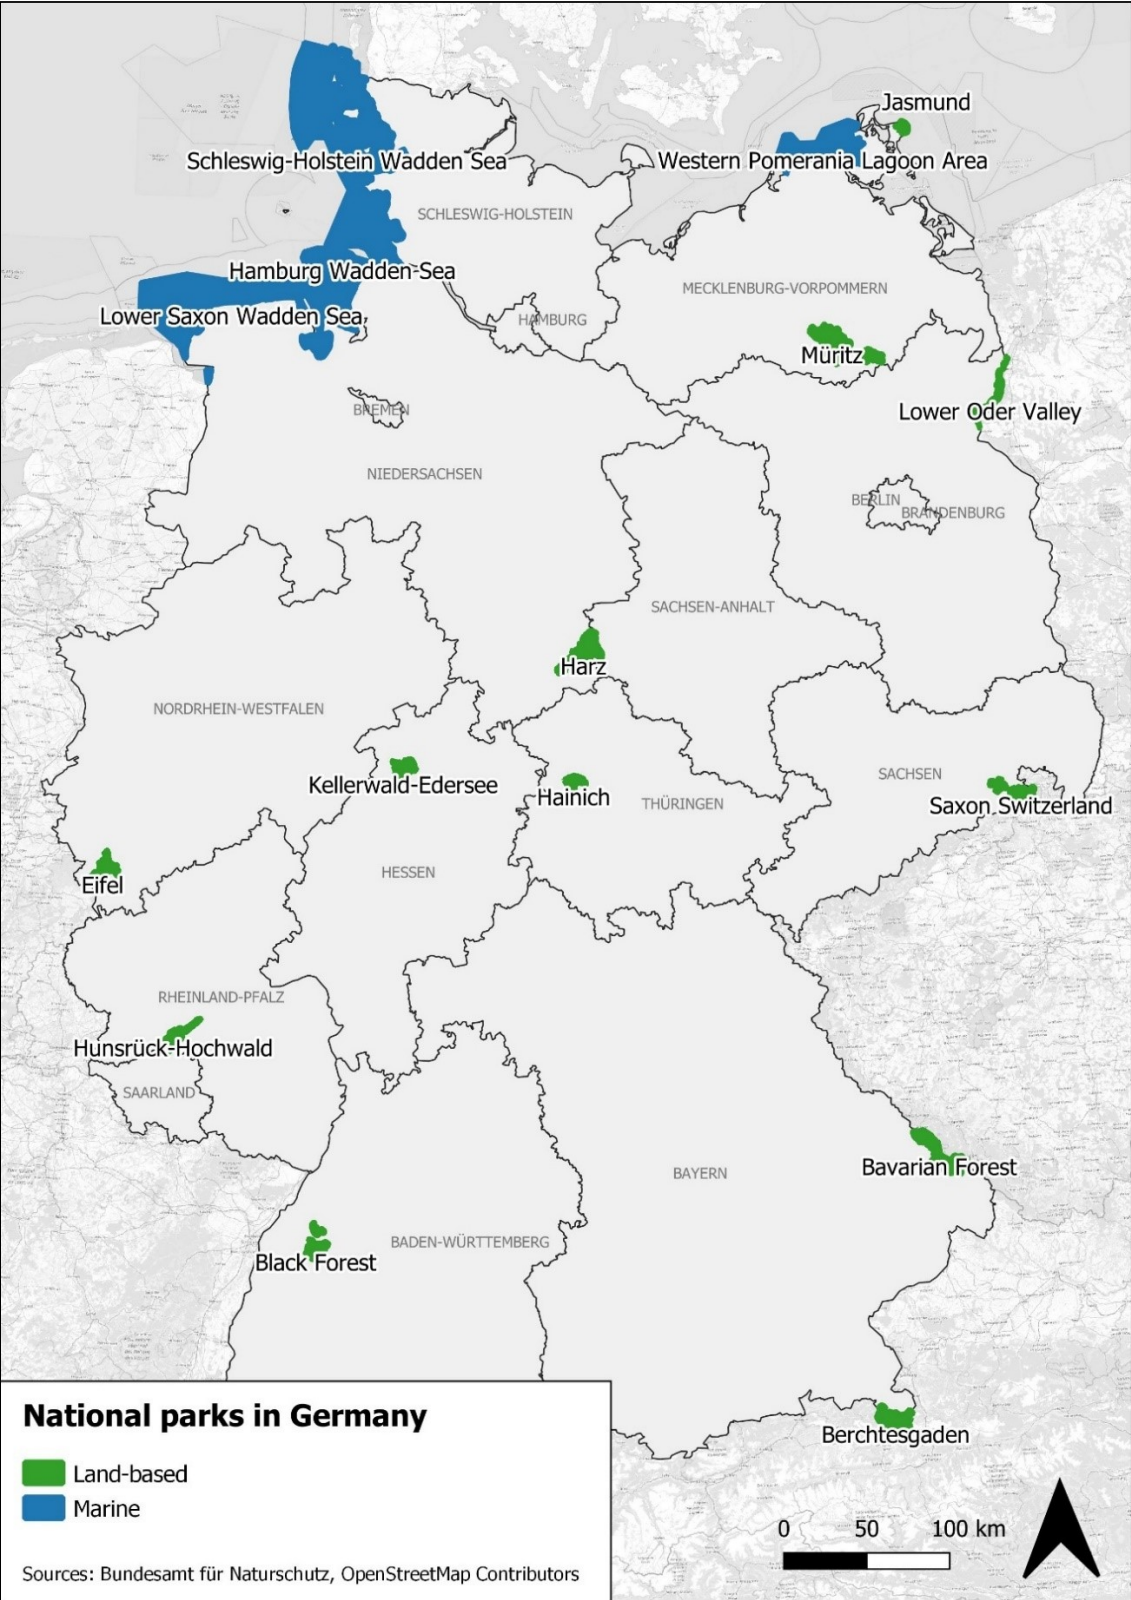 Jasmund
Schleswig-Holstein Wadden Sea
Western Pomerania Lagoon Area
SCHLESWIG-HOLSTEIN
Hamburg Wadden Sea
MECKLENBURG-VORPOMMERN
Lower Saxon Wadden Sea
HAMBURG
Müritz
BREMEN
Lower Oder Valley
NIEDERSACHSEN
BERLIN
BRANDENBURG
SACHSEN-ANHALT
Harz
NORDRHEIN-WESTFALEN
SACHSEN
Kellerwald-Edersee
Hainich
THÜRINGEN
Saxon Switzerland
HESSEN
Eifel
RHEINLAND-PFALZ
Hunsrück-Hochwald
SAARLAND
Bavarian Forest
BAYERN
BADEN-WÜRTTEMBERG
Black Forest
Berchtesgaden
National parks in Germany
Land-based
Marine
0 50 100 km
Sources: Bundesamt für Naturschutz, OpenStreetMap Contributors